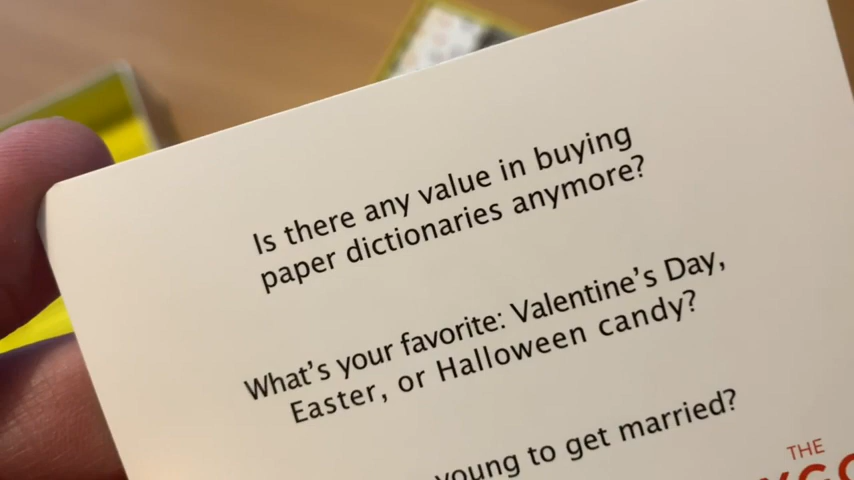 Is there any value in buying
paper dictionaries anymore?
What's your favorite: Valentine's Day,
Easter, or Halloween candy?
young to get married?
THE